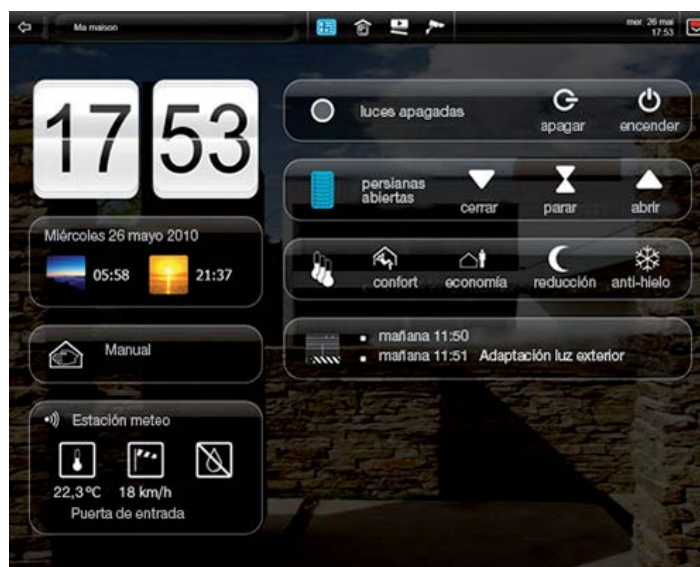 Ma maison
mer. 26 mai
17:53
17 53
luces apagadas
apagar
encender
persianas
abiertas
cerrar
parar
abrir
Miércoles 26 mayo 2010
05:58
21:37
confort
economía
reducción
anti-hielo
Manual
mañana 11:50
mañana 11:51 Adaptación luz exterior
Estación meteo
22,3 ºC 18 km/h
Puerta de entrada